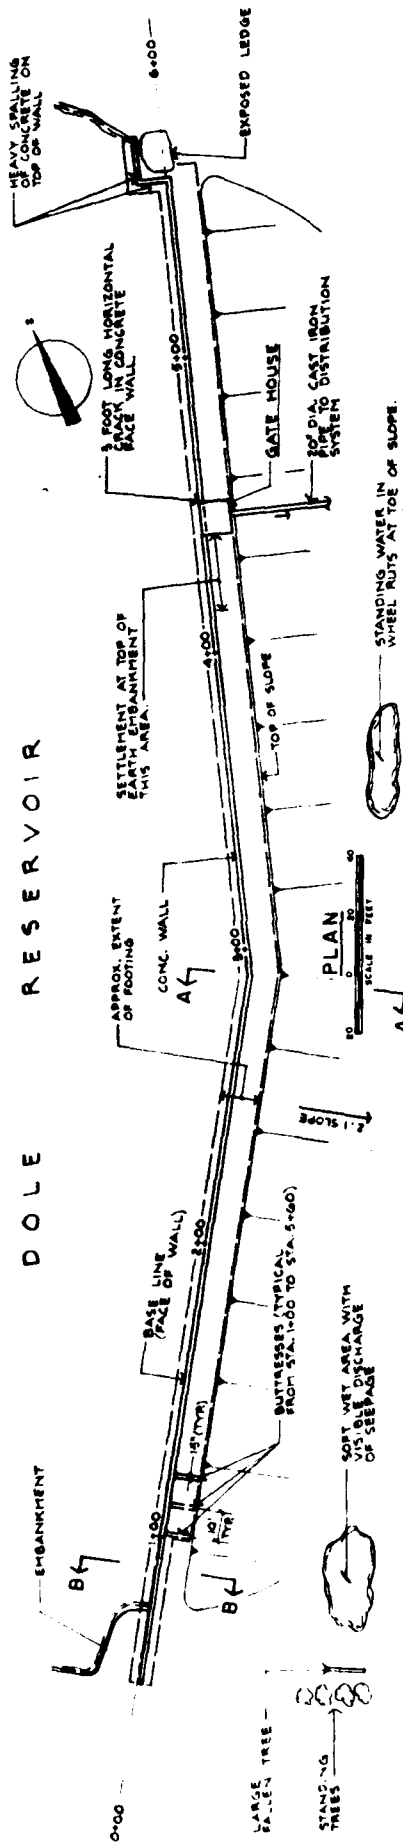 DOLE RESERVOIR
HEAVY SPALLING
OF CONCRETE ON
TOP OF WALL
6+00
EXPOSED LEDGE
5 FOOT LONG HORIZONTAL
CRACK IN CONCRETE
FACE WALL.
5+00
GATE HOUSE
20" DIA. CAST IRON
PIPE TO DISTRIBUTION
SYSTEM
SETTLEMENT AT TOP OF
EARTH EMBANKMENT
THIS AREA.
4+00
TOP OF SLOPE
STANDING WATER IN
WHEEL RUTS AT TOE OF SLOPE.
CONC. WALL
APPROX. EXTENT
OF FOOTING
3+00
A
PLAN
20 0 20 40
SCALE IN FEET
A
2:1 SLOPE
BASE LINE
(FACE OF WALL)
2+00
BUTTRESSES (TYPICAL
FROM STA. 1+00 TO STA. 5+60)
15" (TYP.)
10'
TYP.
1+00
EMBANKMENT
B
B
SOFT WET AREA WITH
VISIBLE DISCHARGE
OF SEEPAGE
0+00
LARGE
FALLEN TREE
STANDING
TREES